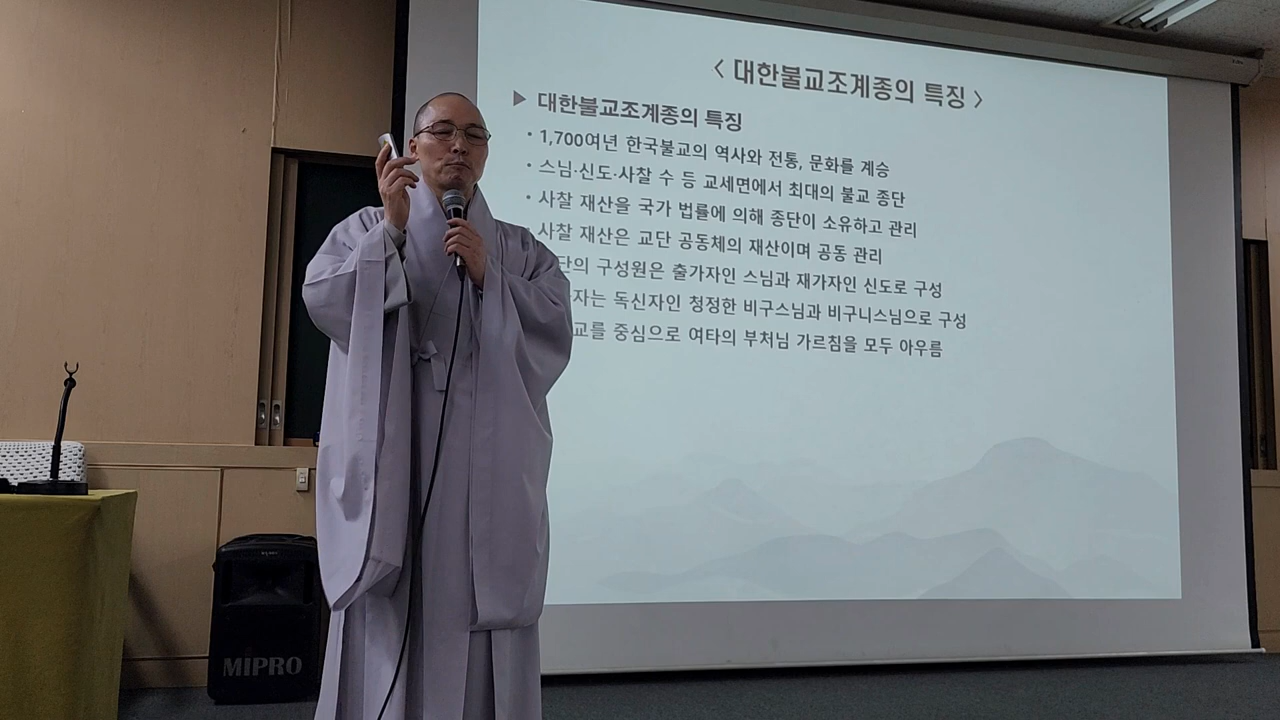 < 대한불교조계종의 특징 >
▶ 대한불교조계종의 특징
• 1,700여년 한국불교의 역사와 전통, 문화를 계승
• 스님·신도·사찰 수 등 교세면에서 최대의 불교 종단
• 사찰 재산을 국가 법률에 의해 종단이 소유하고 관리
사찰 재산은 교단 공동체의 재산이며 공동 관리
구성원은 출가자인 스님과 재가자인 신도로 구성
독신자인 청정한 비구스님과 비구니스님으로 구성
중심으로 여타의 부처님 가르침을 모두 아우름
MIPRO